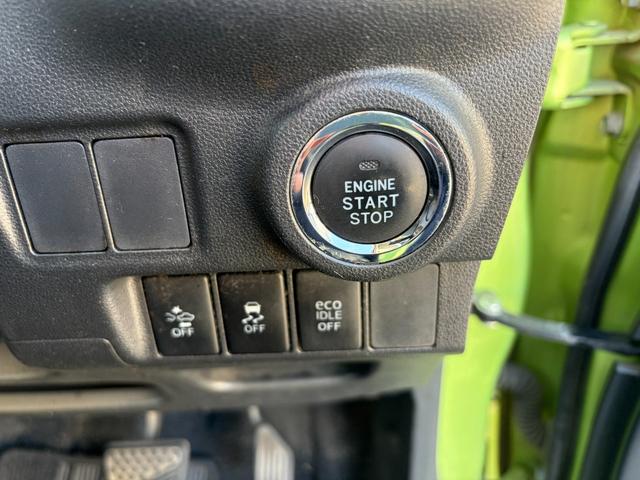 ENGINE
START
STOP
OFF
OFF
eco
IDLE
OFF